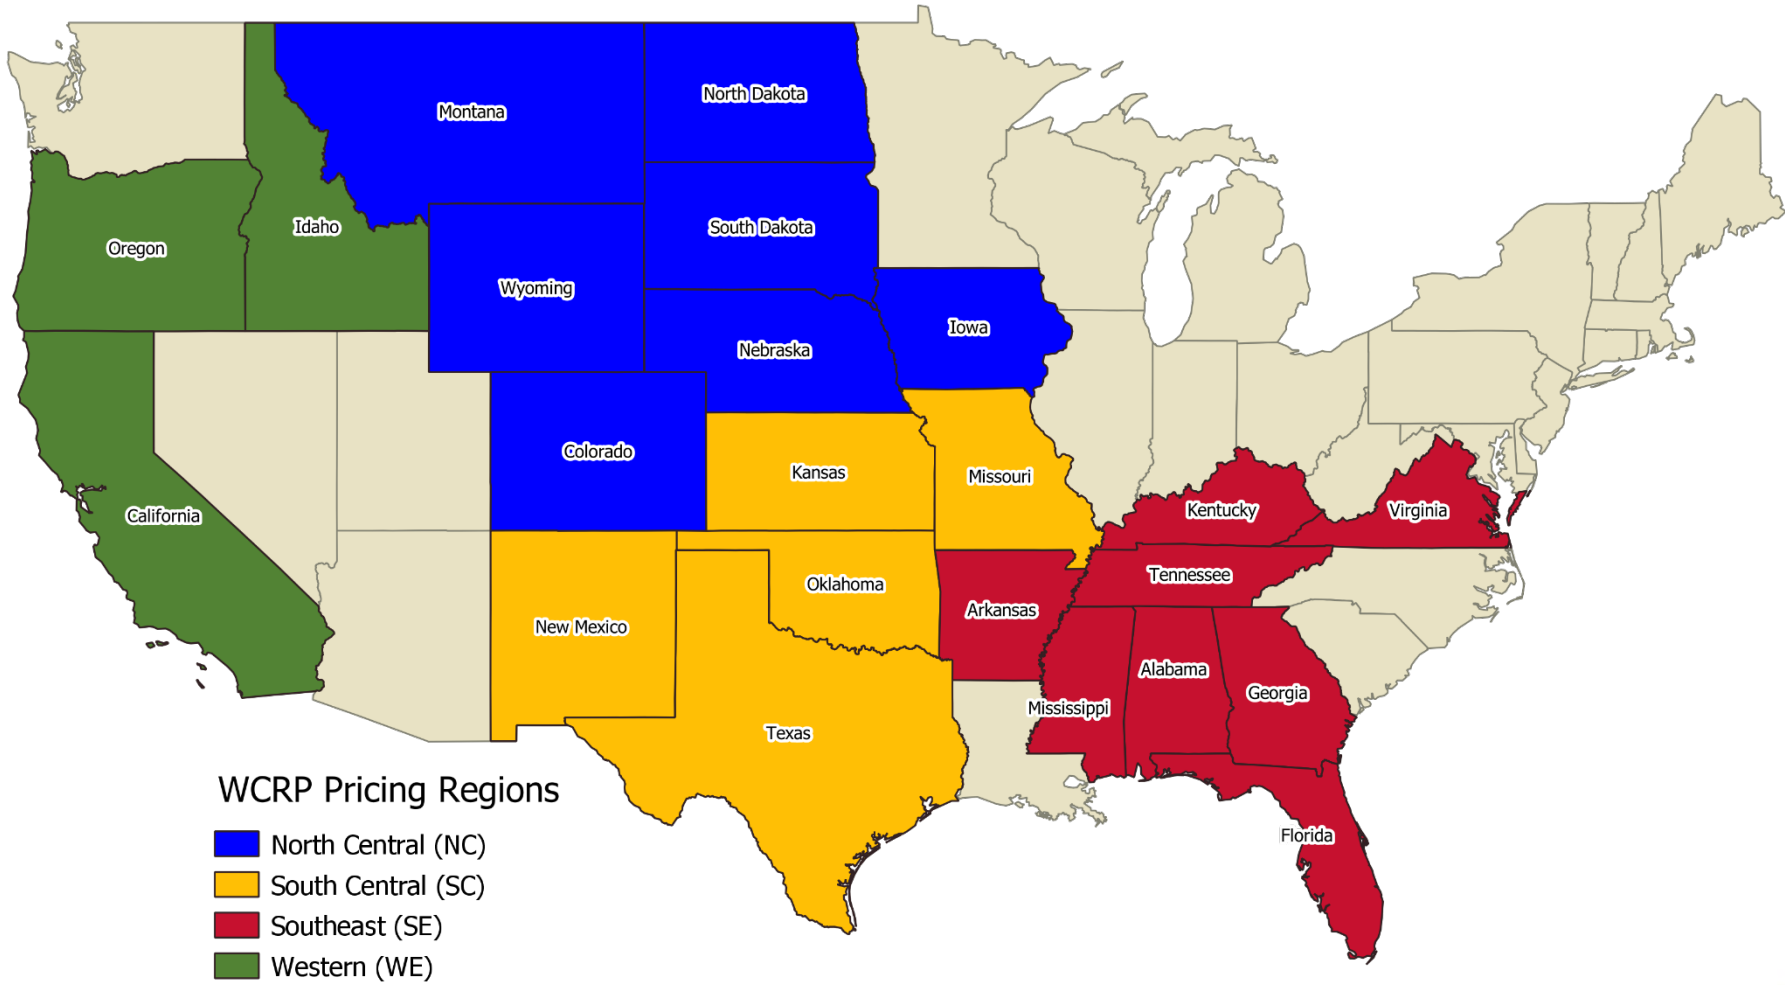 North Dakota
Montana
South Dakota
Idaho
Oregon
Wyoming
Iowa
Nebraska
Colorado
Kansas
Missouri
Kentucky
Virginia
California
Tennessee
Oklahoma
Arkansas
New Mexico
Alabama
Georgia
Mississippi
Texas
WCRP Pricing Regions
Florida
North Central (NC)
South Central (SC)
Southeast (SE)
Western (WE)